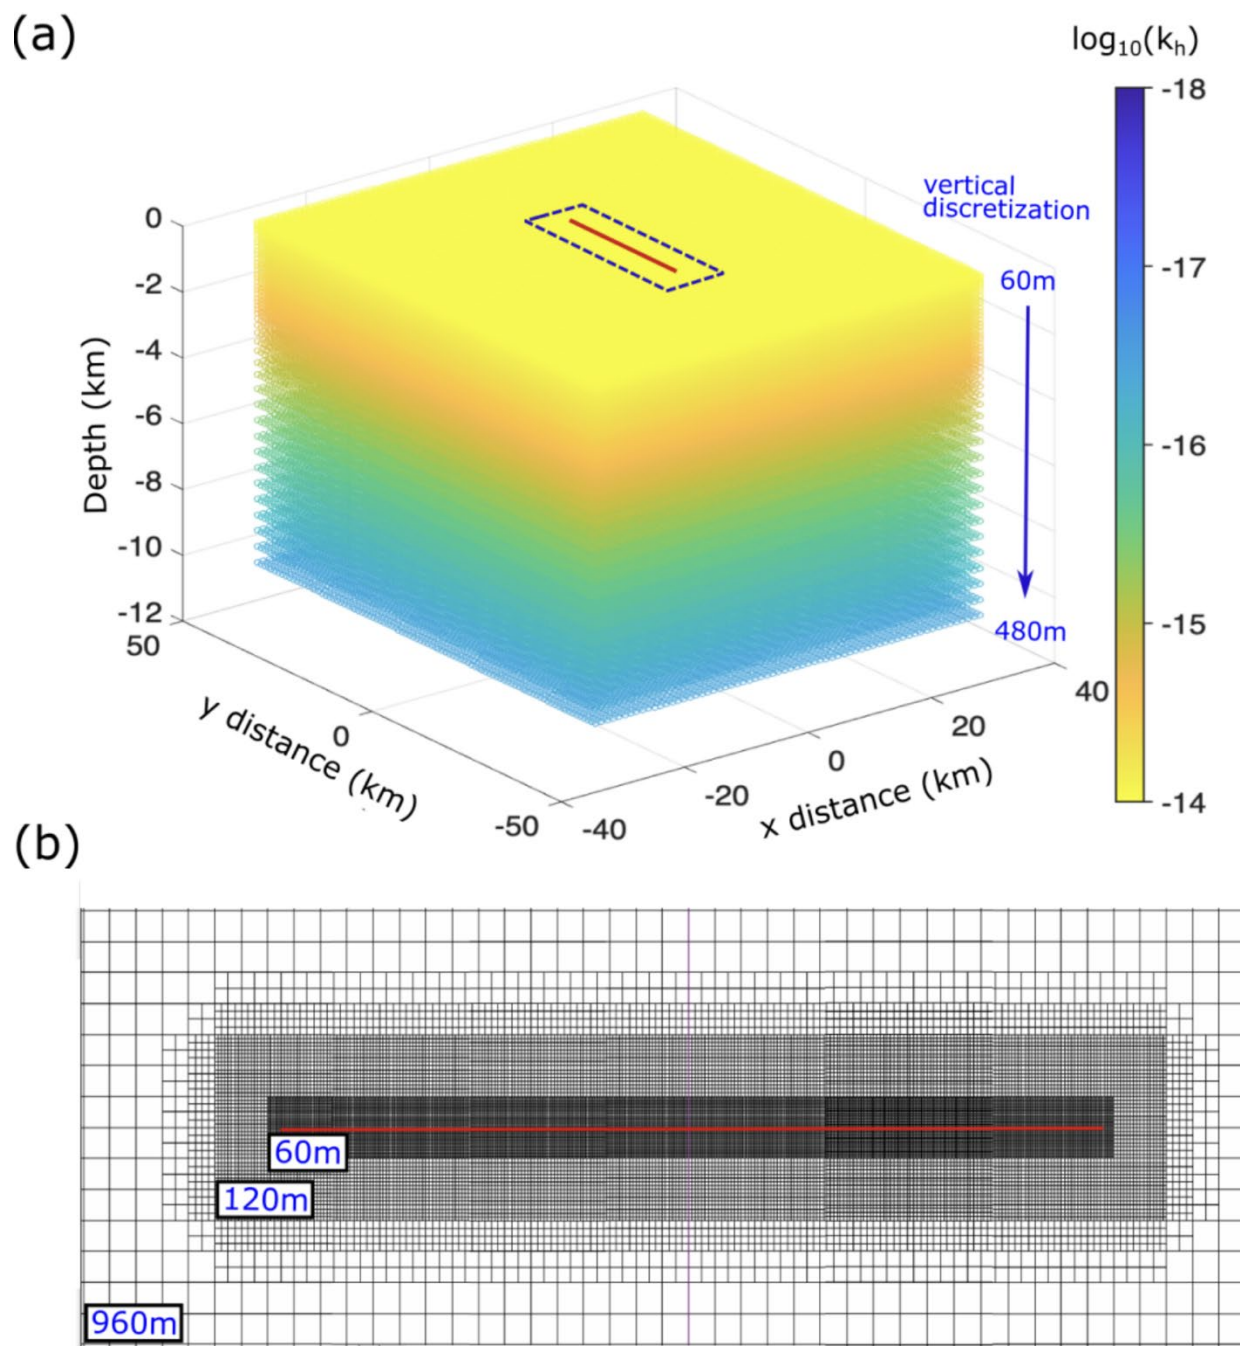 (a)
log10(kh)
-18
vertical
discretization
0
-17
60m
-2
-4
-16
-6
-8
-15
-10
480m
-12
50
40
0
20
0
-20
-14
-50
-40
Depth (km)
y distance (km)
x distance (km)
(b)
60m
120m
960m